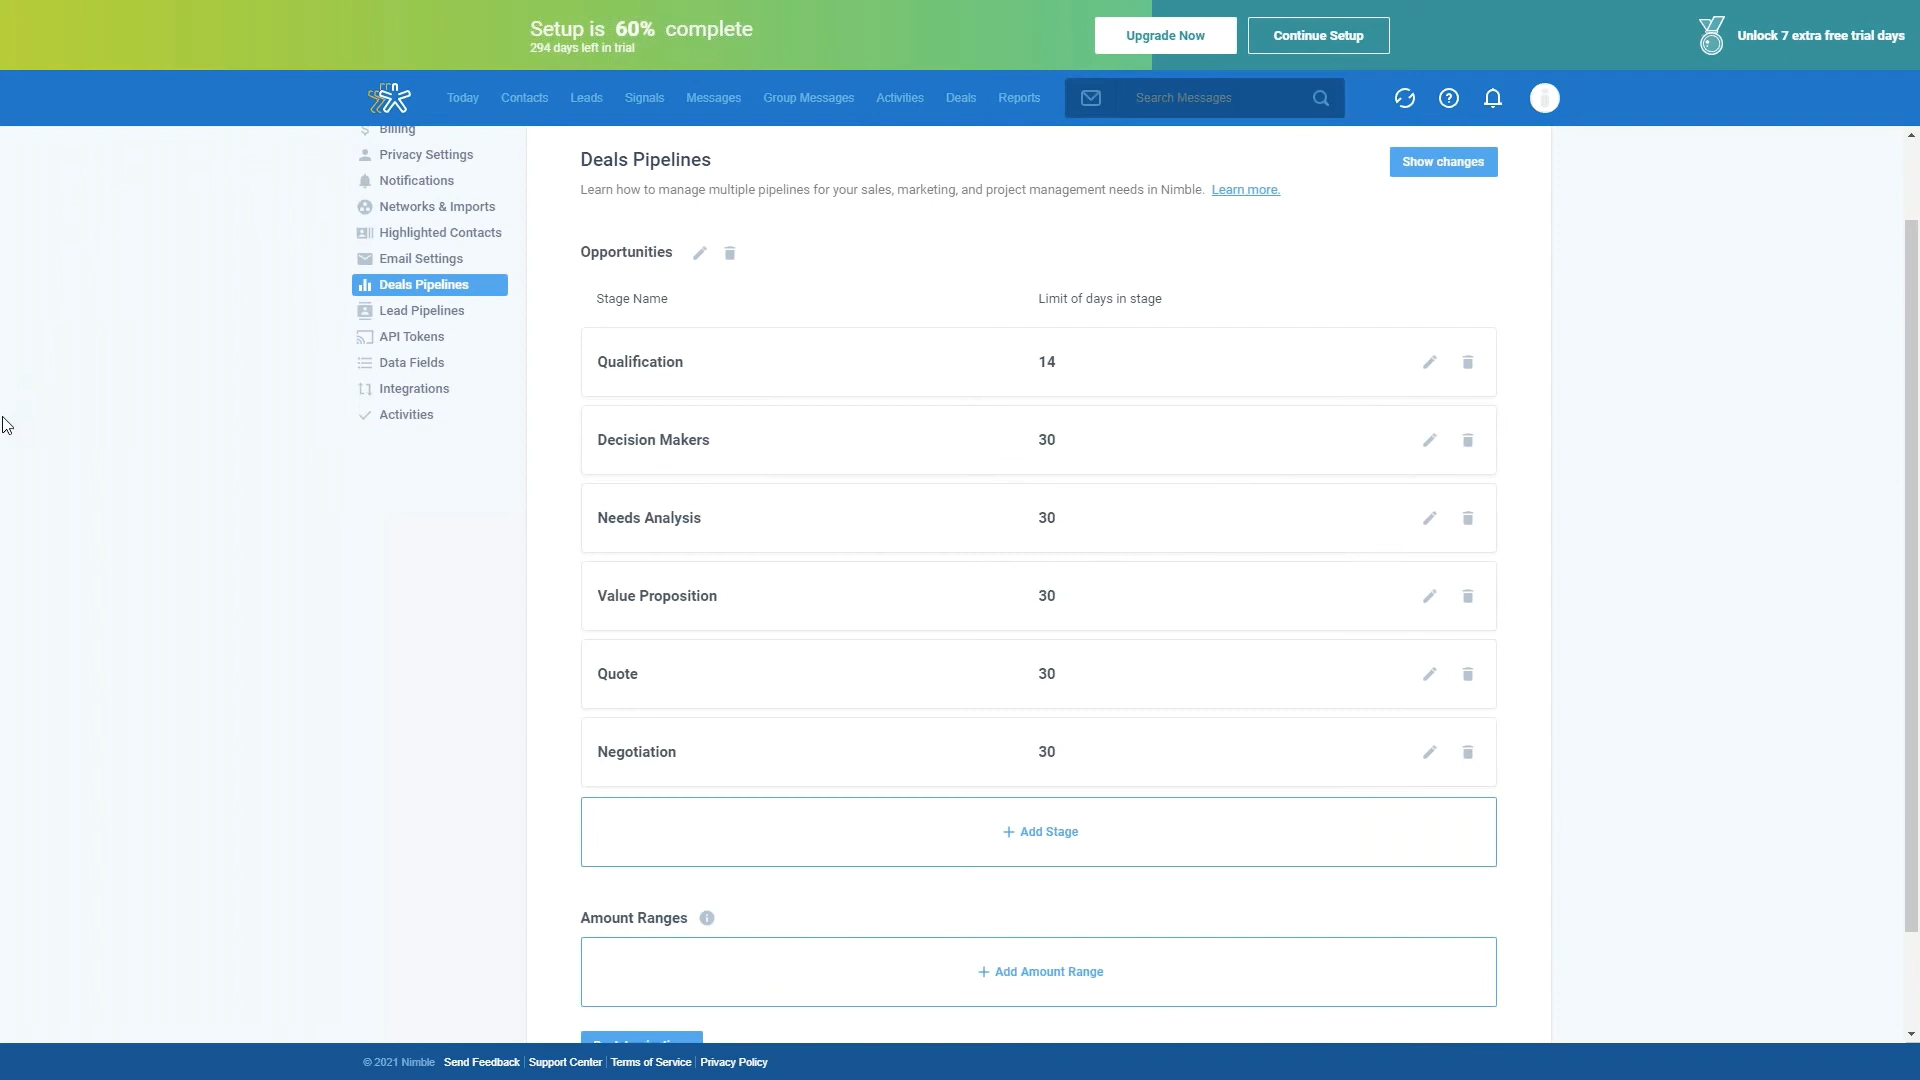 Setup is 60% complete
294 days left in trial
Upgrade Now
Continue Setup
Unlock 7 extra free trial days
Today Contacts Leads Signals Messages Group Messages Activities Deals Reports
Search Messages
Billing
Privacy Settings
Notifications
Networks & Imports
Highlighted Contacts
Email Settings
Deals Pipelines
Lead Pipelines
API Tokens
Data Fields
Integrations
Activities
Deals Pipelines
Show changes
Learn how to manage multiple pipelines for your sales, marketing, and project management needs in Nimble. Learn more.
Opportunities
Stage Name Limit of days in stage
Qualification 14
Decision Makers 30
Needs Analysis 30
Value Proposition 30
Quote 30
Negotiation 30
+ Add Stage
Amount Ranges
+ Add Amount Range
© 2021 Nimble Send Feedback | Support Center | Terms of Service | Privacy Policy